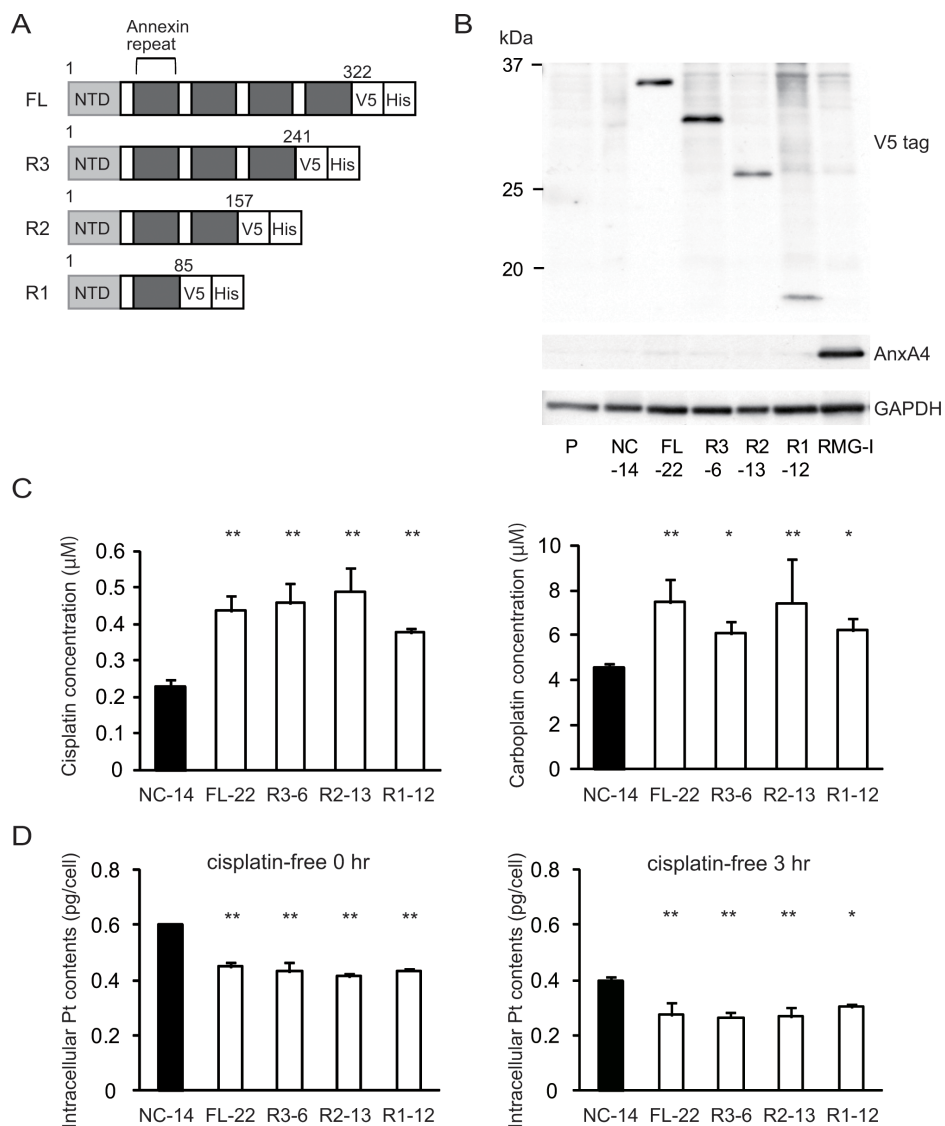 A
Annexin
repeat
1
322
FL
NTD
V5
His
1
241
R3
NTD
V5
His
1
157
R2
NTD
V5
His
1
85
R1
NTD
V5
His
B
kDa
37
25
20
V5 tag
AnxA4
GAPDH
P NC FL R3 R2 R1 RMG-I
-14 -22 -6 -13 -12
C
Cisplatin concentration (µM)
0.6
0.5
0.4
0.3
0.2
0.1
0
** ** ** **
NC-14 FL-22 R3-6 R2-13 R1-12
Carboplatin concentration (µM)
10
8
6
4
2
0
** * ** *
NC-14 FL-22 R3-6 R2-13 R1-12
D
cisplatin-free 0 hr
Intracellular Pt contents (pg/cell)
0.8
0.6
0.4
0.2
0
** ** ** **
NC-14 FL-22 R3-6 R2-13 R1-12
cisplatin-free 3 hr
Intracellular Pt contents (pg/cell)
0.8
0.6
0.4
0.2
0
** ** ** *
NC-14 FL-22 R3-6 R2-13 R1-12